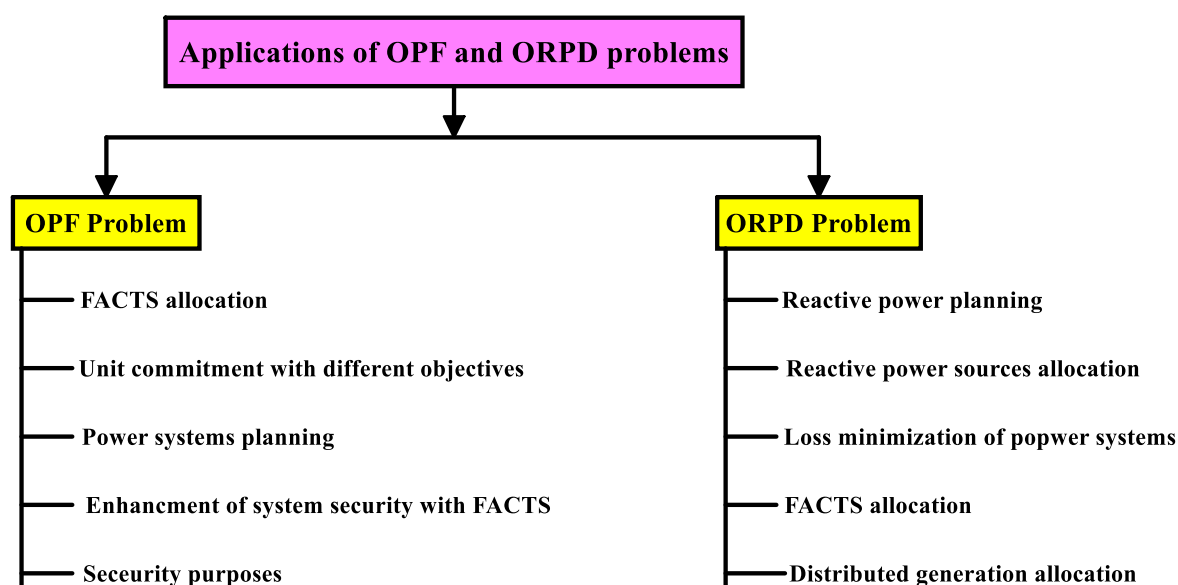 Applications of OPF and ORPD problems
OPF Problem
FACTS allocation
Unit commitment with different objectives
Power systems planning
Enhancment of system security with FACTS
Seceurity purposes
ORPD Problem
Reactive power planning
Reactive power sources allocation
Loss minimization of popwer systems
FACTS allocation
Distributed generation allocation